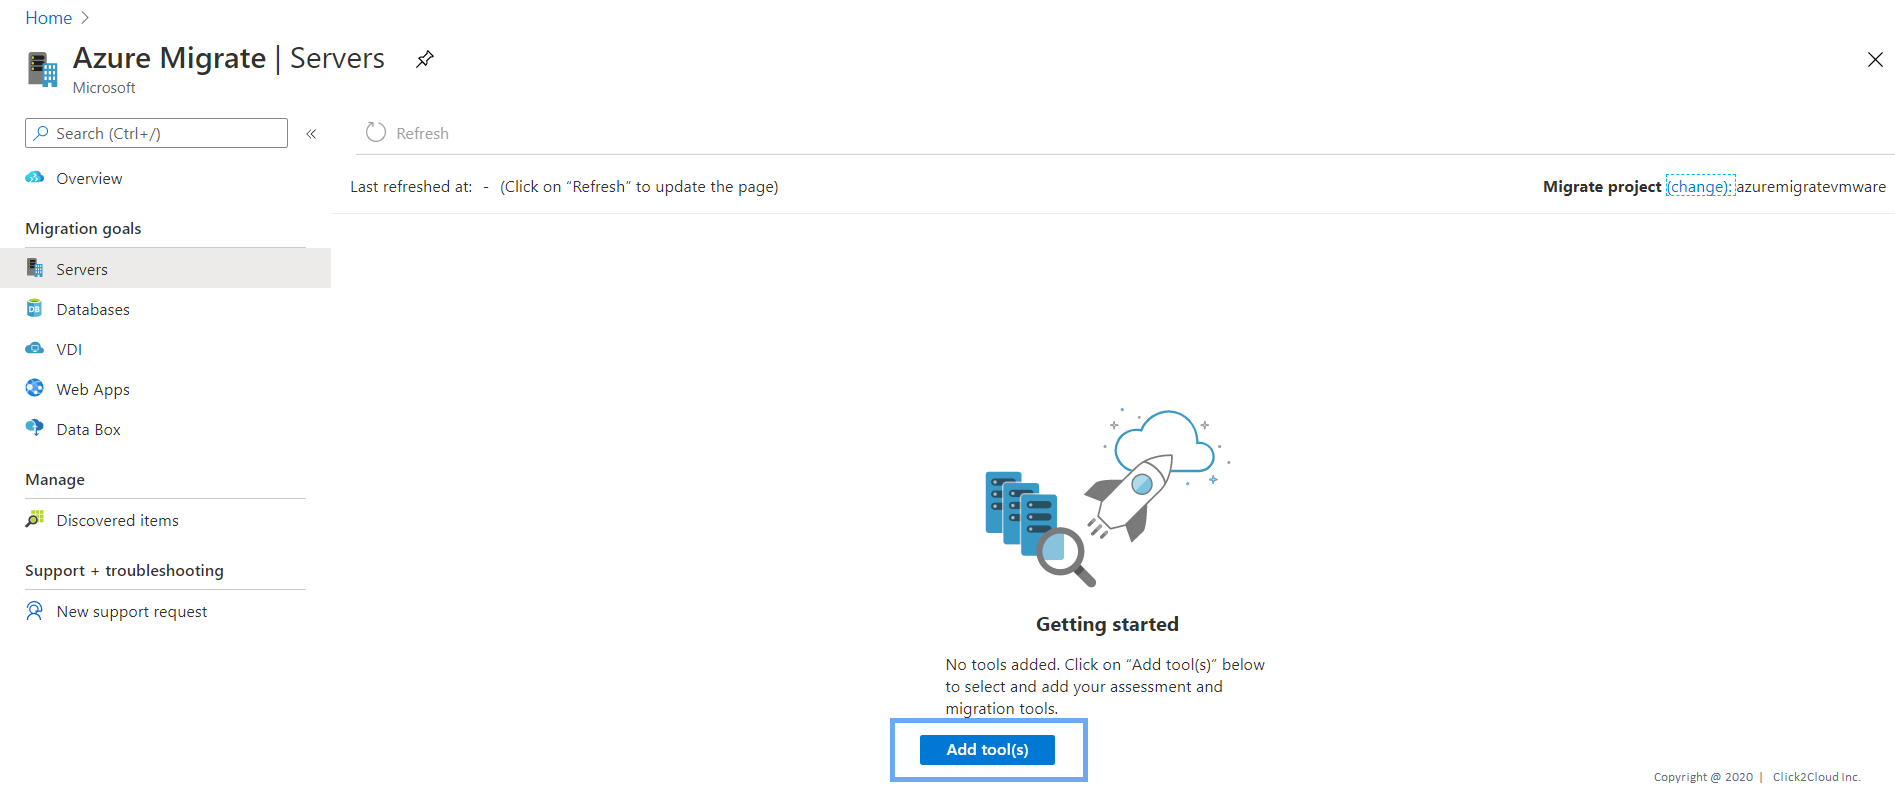 Home
Azure Migrate | Servers
Microsoft
Search (Ctrl+/)
«
Refresh
Overview
Last refreshed at: - (Click on “Refresh” to update the page)
Migrate project (change): azuremigratevmware
Migration goals
Servers
Databases
DB
VDI
Web Apps
Data Box
Manage
Discovered items
Support + troubleshooting
New support request
Getting started
No tools added. Click on “Add tool(s)” below
to select and add your assessment and
migration tools.
Add tool(s)
Copyright @ 2020 | Click2Cloud Inc.